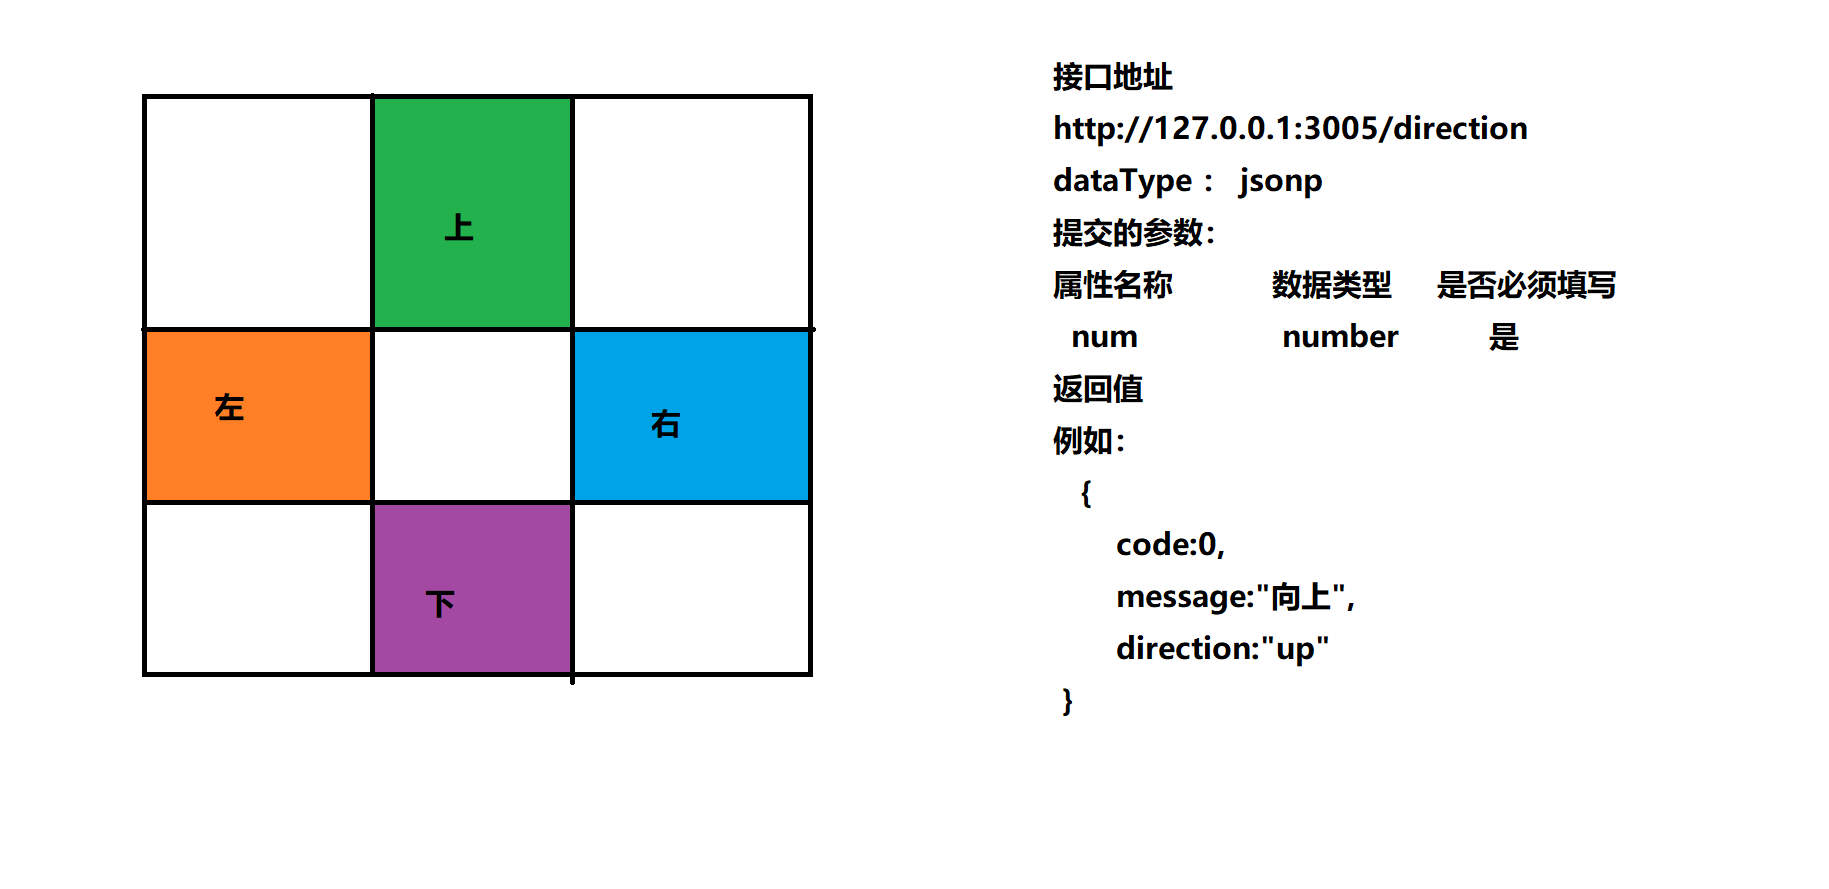 上
左
右
下
接口地址
http://127.0.0.1:3005/direction
dataType： jsonp
提交的参数：
属性名称 数据类型 是否必须填写
num number 是
返回值
例如：
{
code:0,
message:"向上",
direction:"up"
}